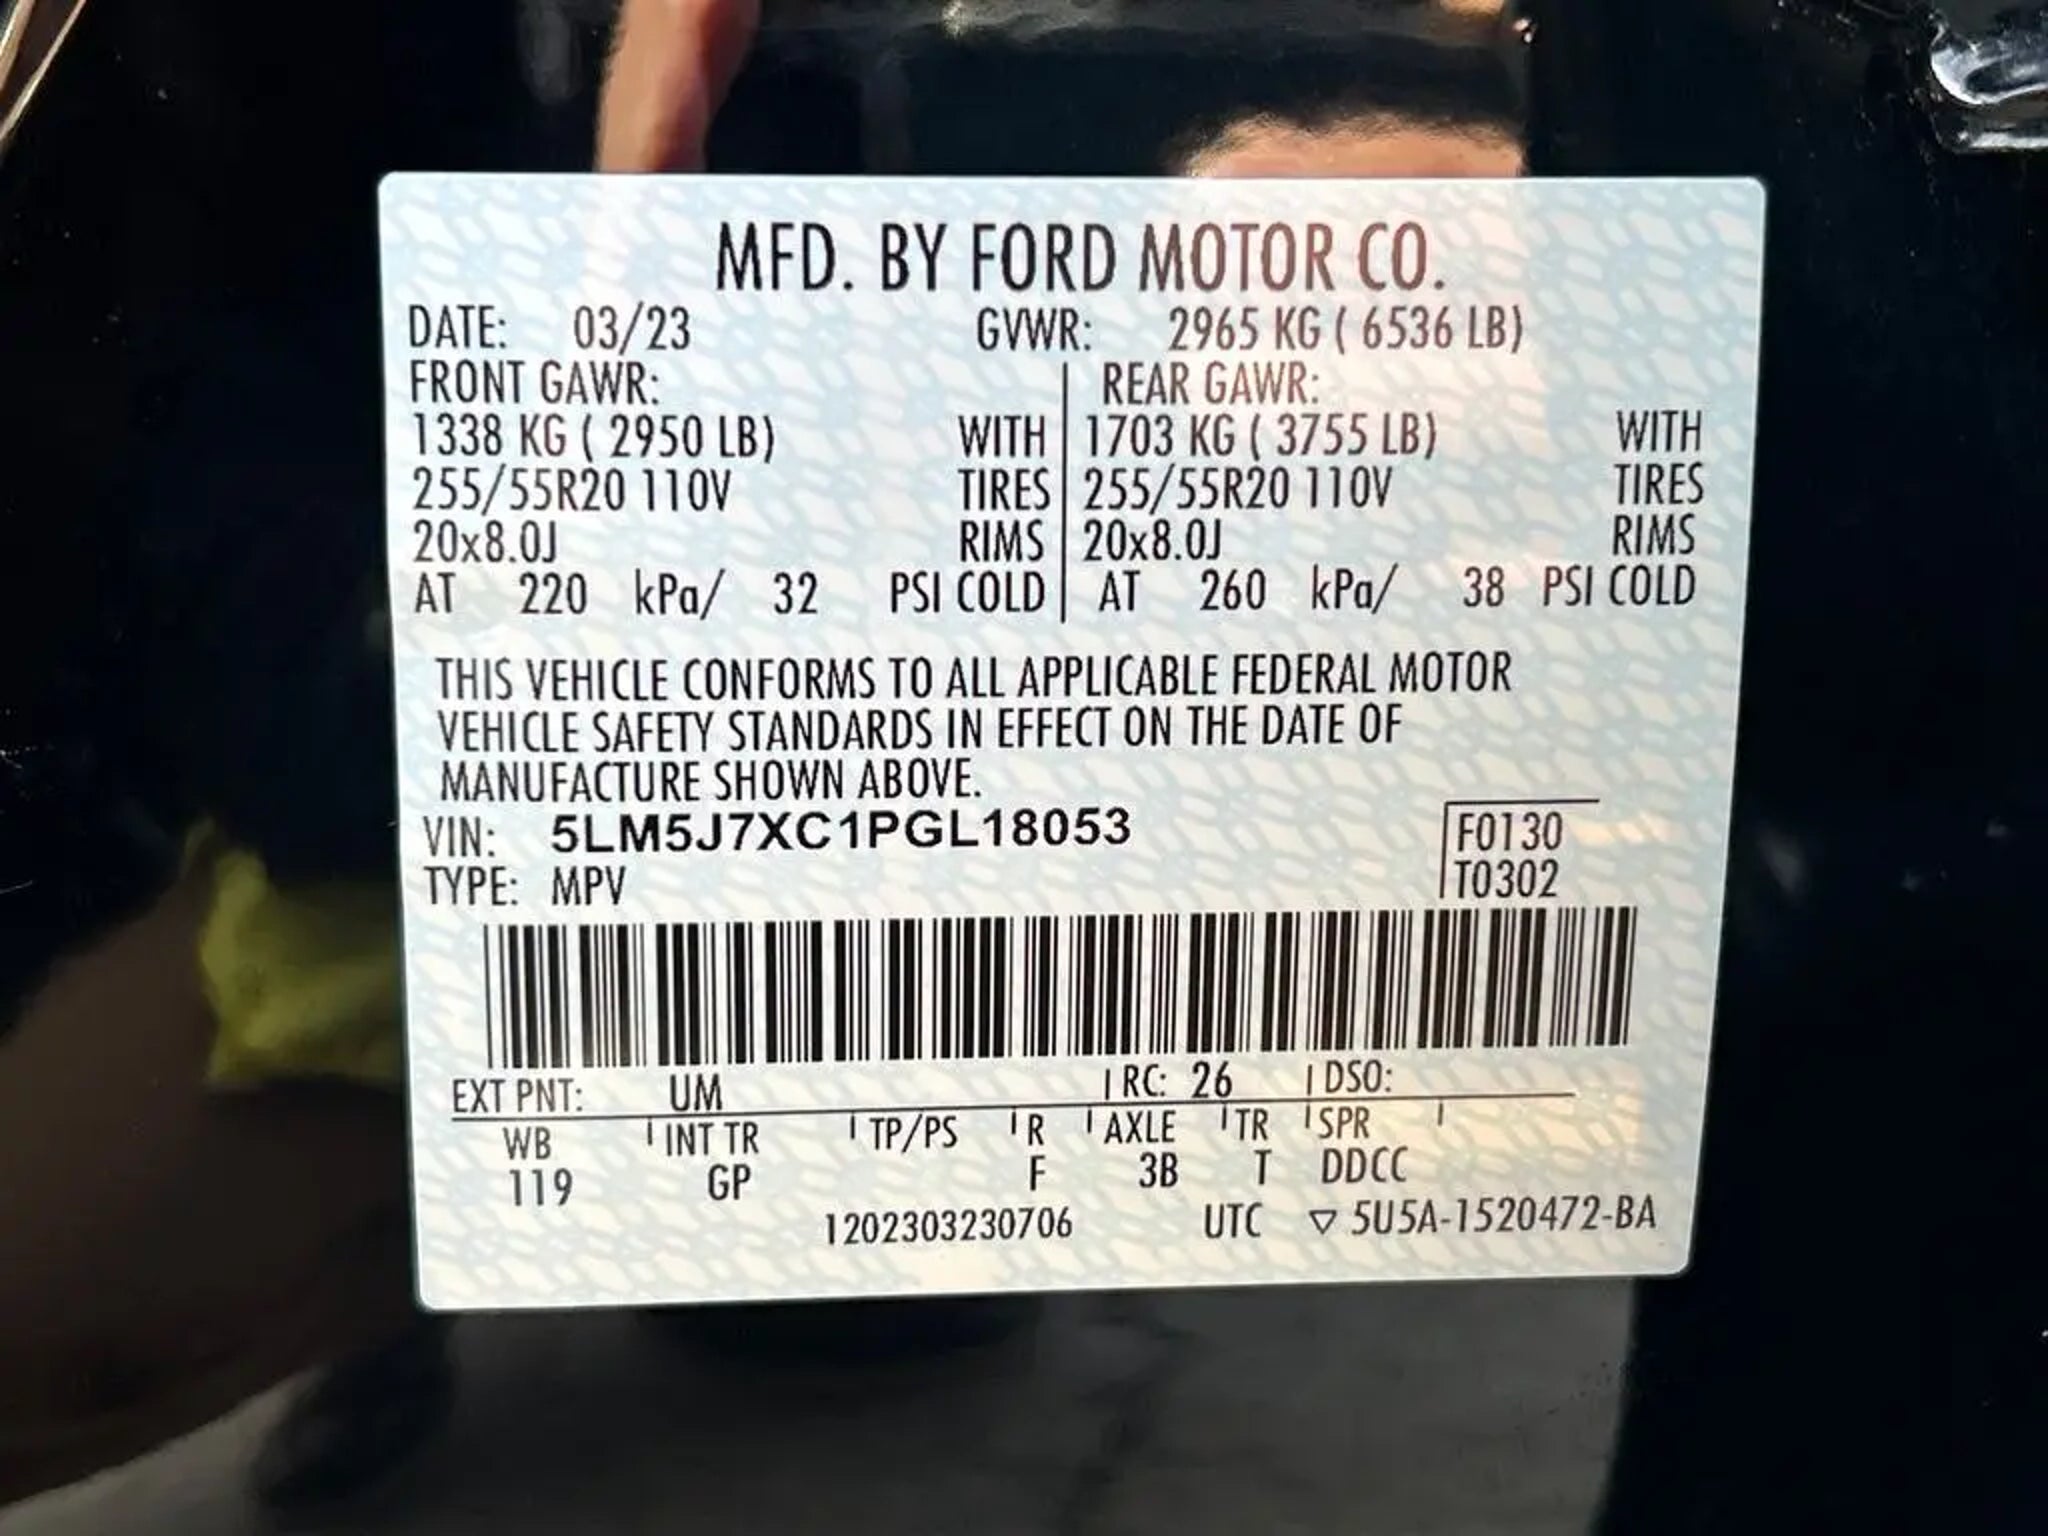 MFD. BY FORD MOTOR CO.
DATE: 03/23 GVWR: 2965 KG ( 6536 LB)
FRONT GAWR: REAR GAWR:
1338 KG ( 2950 LB) WITH 1703 KG ( 3755 LB) WITH
255/55R20 110V TIRES 255/55R20 110V TIRES
20x8.0J RIMS 20x8.0J RIMS
AT 220 kPa/ 32 PSI COLD AT 260 kPa/ 38 PSI COLD
THIS VEHICLE CONFORMS TO ALL APPLICABLE FEDERAL MOTOR
VEHICLE SAFETY STANDARDS IN EFFECT ON THE DATE OF
MANUFACTURE SHOWN ABOVE.
VIN: 5LM5J7XC1PGL18053 F0130
TYPE: MPV T0302
EXT PNT: UM RC: 26 DSO:
WB INT TR TP/PS R AXLE TR SPR
119 GP F 3B T DDCC
1202303230706 UTC ▽ 5U5A-1520472-BA